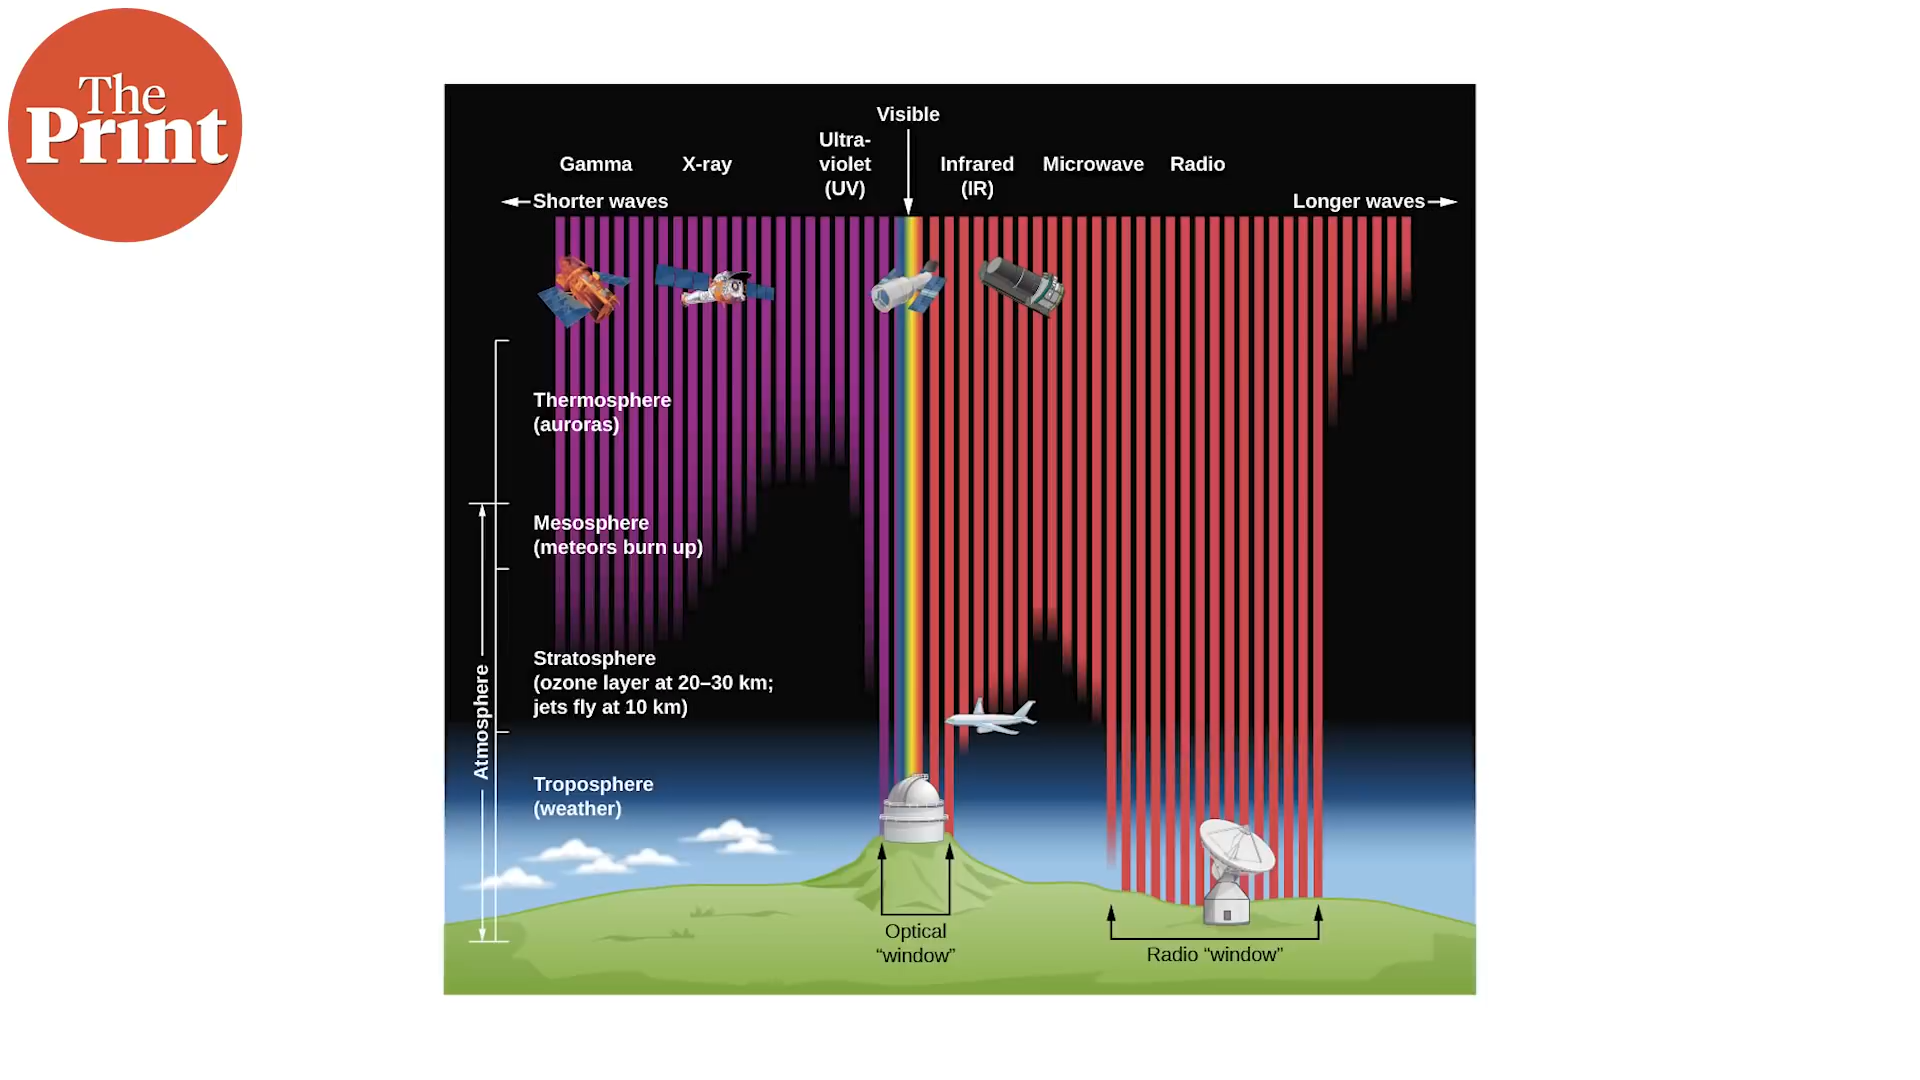 The
Print
Visible
Ultra-
violet
(UV)
Gamma
X-ray
Infrared
(IR)
Microwave
Radio
Shorter waves
Longer waves
Thermosphere
(auroras)
Mesosphere
(meteors burn up)
Stratosphere
(ozone layer at 20–30 km;
jets fly at 10 km)
Atmosphere
Troposphere
(weather)
Optical
“window”
Radio “window”